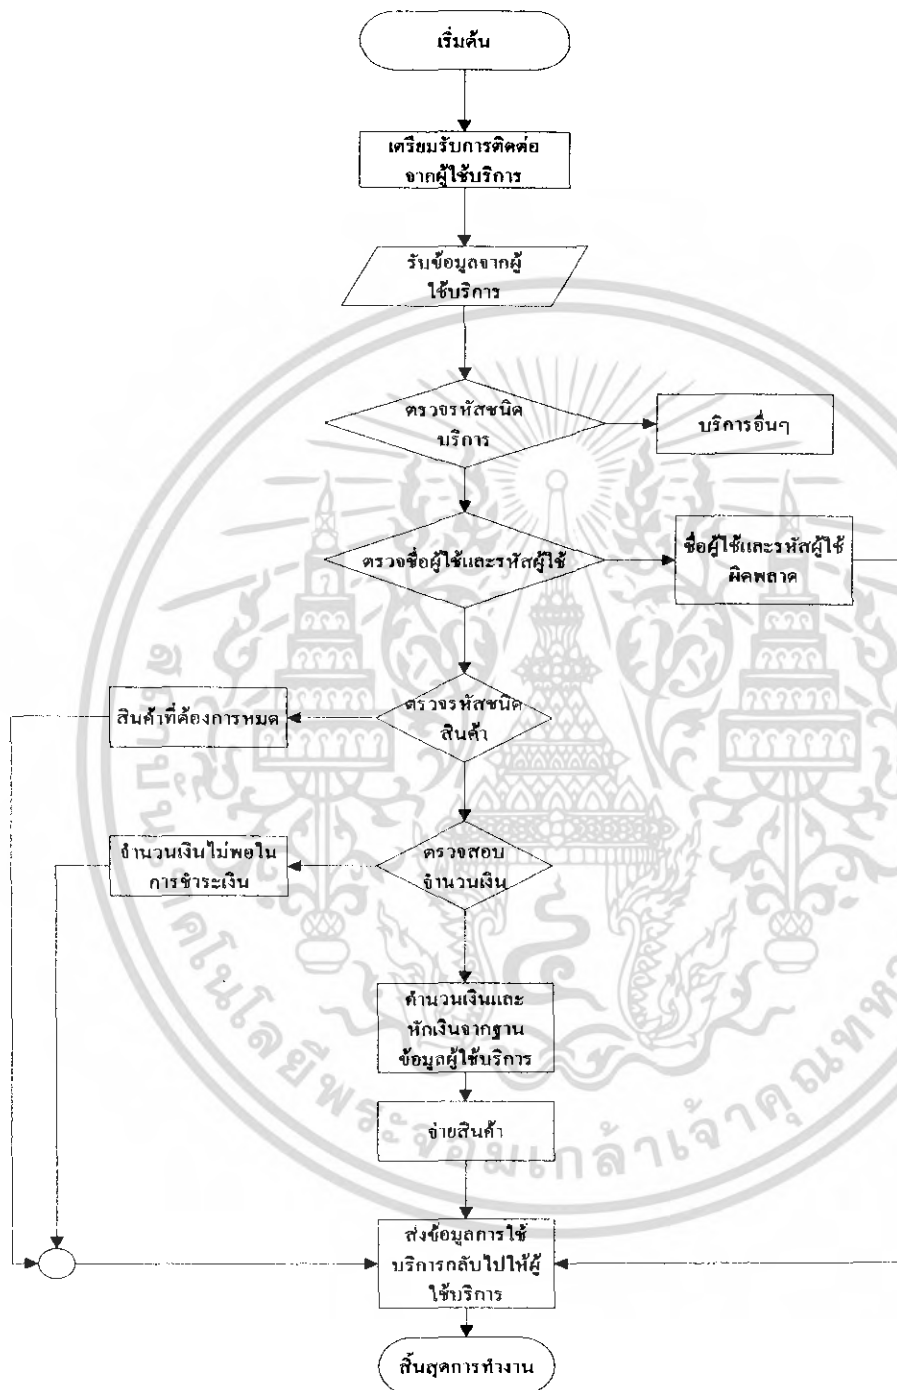 เริ่มต้น
เตรียมรับการติดต่อ
จากผู้ใช้บริการ
รับข้อมูลจากผู้
ใช้บริการ
ตรวจรหัสชนิด
บริการ
บริการอื่นๆ
ตรวจชื่อผู้ใช้และรหัสผู้ใช้
ชื่อผู้ใช้และรหัสผู้ใช้
ผิดพลาด
ตรวจรหัสชนิด
สินค้า
สินค้าที่ต้องการหมด
ตรวจสอบ
จำนวนเงิน
จำนวนเงินไม่พอใน
การชำระเงิน
คำนวนเงินและ
หักเงินจากฐาน
ข้อมูลผู้ใช้บริการ
จ่ายสินค้า
ส่งข้อมูลการใช้
บริการกลับไปให้ผู้
ใช้บริการ
สิ้นสุดการทำงาน